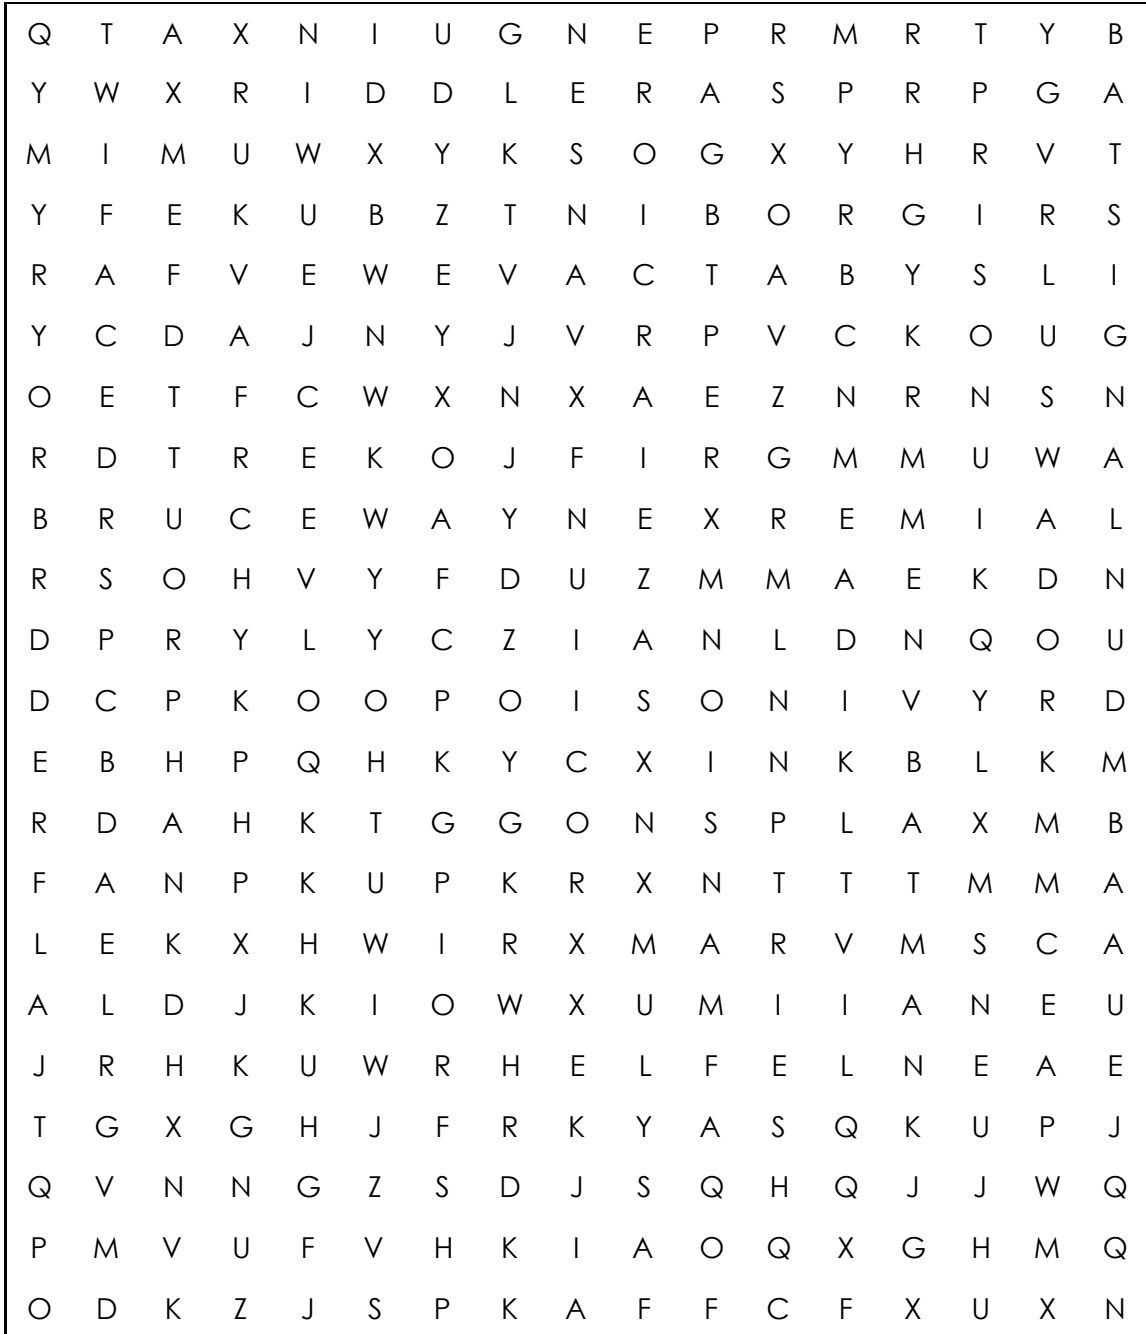 Q T A X N I U G N E P R M R T Y B
Y W X R I D D L E R A S P R P G A
M I M U W X Y K S O G X Y H R V T
Y F E K U B Z T N I B O R G I R S
R A F V E W E V A C T A B Y S L I
Y C D A J N Y J V R P V C K O U G
O E T F C W X N X A E Z N R N S N
R D T R E K O J F I R G M M U W A
B R U C E W A Y N E X R E M I A L
R S O H V Y F D U Z M M A E K D N
D P R Y L Y C Z I A N L D N Q O U
D C P K O O P O I S O N I V Y R D
E B H P Q H K Y C X I N K B L K M
R D A H K T G G O N S P L A X M B
F A N P K U P K R X N T T T M M A
L E K X H W I R X M A R V M S C A
A L D J K I O W X U M I I A N E U
J R H K U W R H E L F E L N E A E
T G X G H J F R K Y A S Q K U P J
Q V N N G Z S D J S Q H Q J J W Q
P M V U F V H K I A O Q X G H M Q
O D K Z J S P K A F F C F X U X N